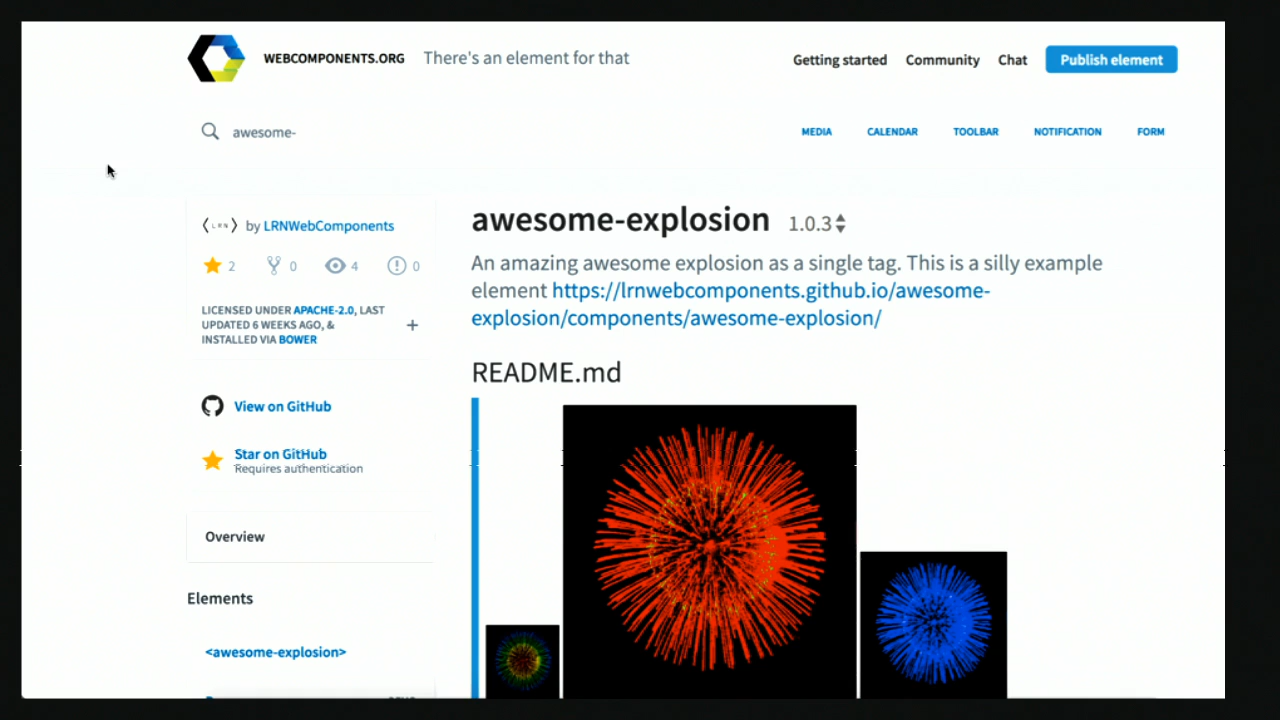 WEBCOMPONENTS.ORG There's an element for that Getting started Community Chat Publish element
awesome- MEDIA CALENDAR TOOLBAR NOTIFICATION FORM
LRN by LRNWebComponents
2 0 4 0
LICENSED UNDER APACHE-2.0, LAST
UPDATED 6 WEEKS AGO, &
INSTALLED VIA BOWER
+
View on GitHub
Star on GitHub
Requires authentication
Overview
Elements
<awesome-explosion>
awesome-explosion 1.0.3
An amazing awesome explosion as a single tag. This is a silly example
element https://lrnwebcomponents.github.io/awesome-
explosion/components/awesome-explosion/
README.md